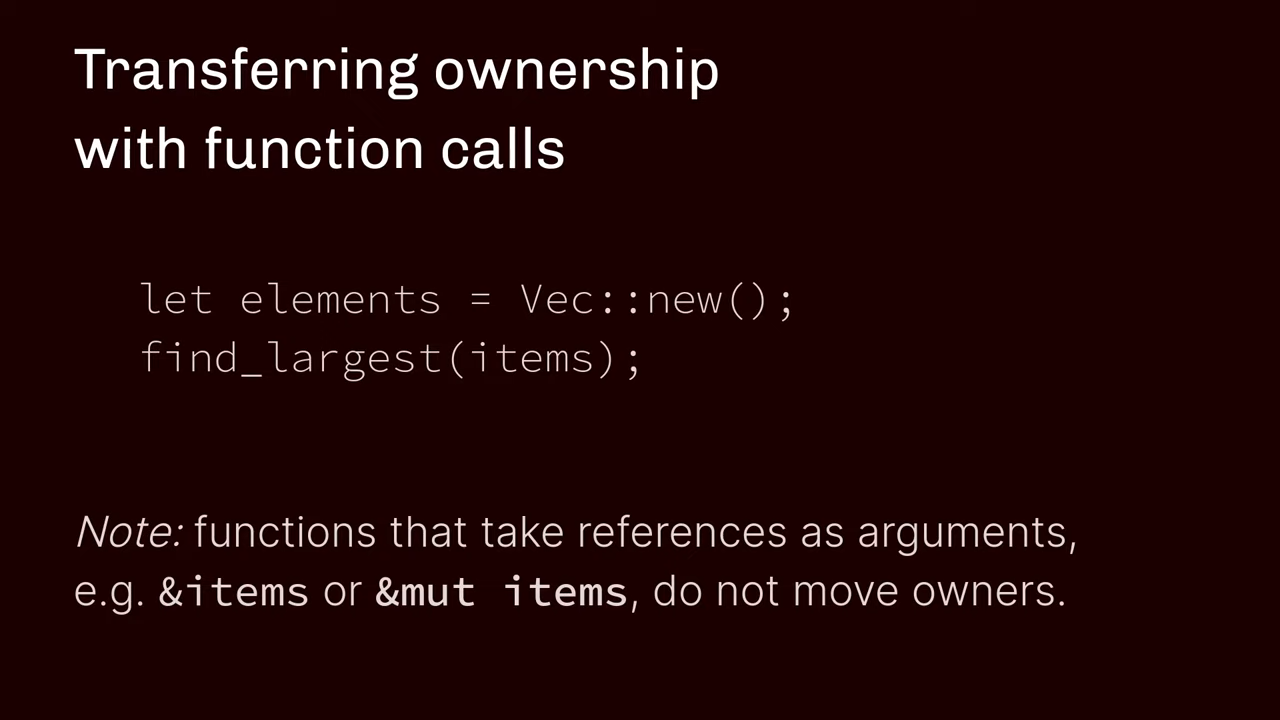 Transferring ownership
with function calls
let elements = Vec::new();
find_largest(items);
Note: functions that take references as arguments,
e.g. &items or &mut items, do not move owners.